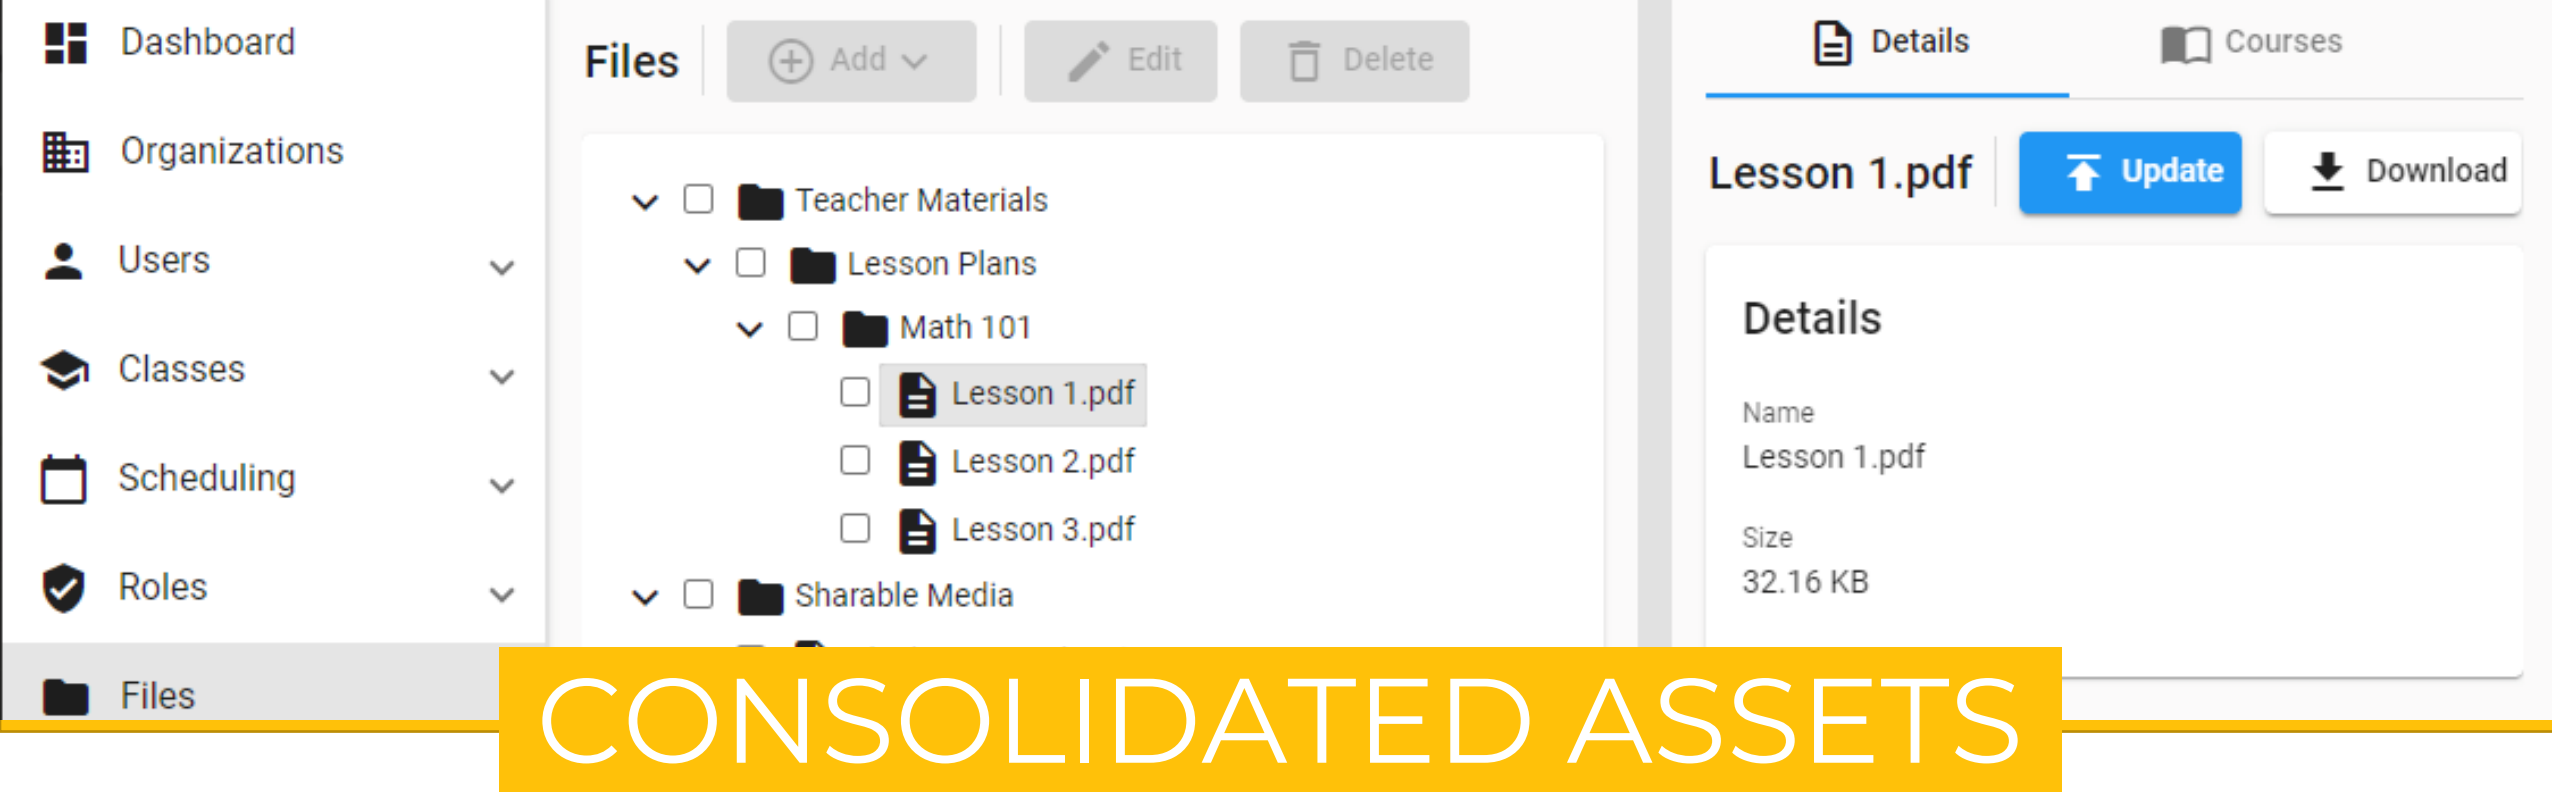 Dashboard
Organizations
Users
Classes
Scheduling
Roles
Files
Files
Add
Edit
Delete
Teacher Materials
Lesson Plans
Math 101
Lesson 1.pdf
Lesson 2.pdf
Lesson 3.pdf
Sharable Media
Details
Courses
Lesson 1.pdf
Update
Download
Details
Name
Lesson 1.pdf
Size
32.16 KB
CONSOLIDATED ASSETS